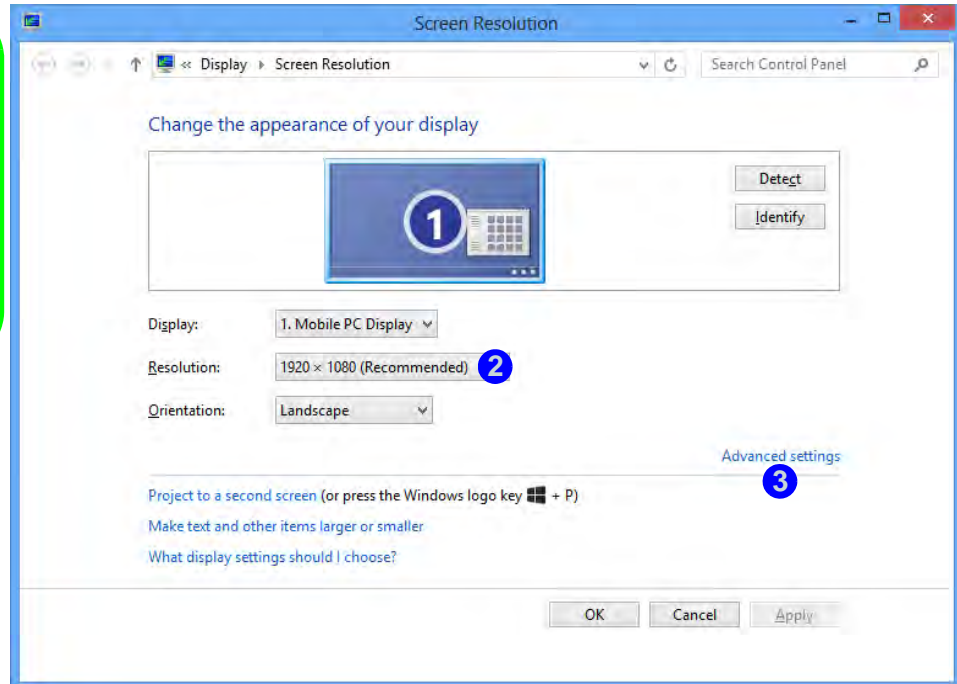 Screen Resolution
« Display ▸ Screen Resolution
Search Control Panel
Change the appearance of your display
1
Detect
Identify
Display: 1. Mobile PC Display
Resolution: 1920 × 1080 (Recommended) 2
Orientation: Landscape
Advanced settings
3
Project to a second screen (or press the Windows logo key + P)
Make text and other items larger or smaller
What display settings should I choose?
OK Cancel Apply